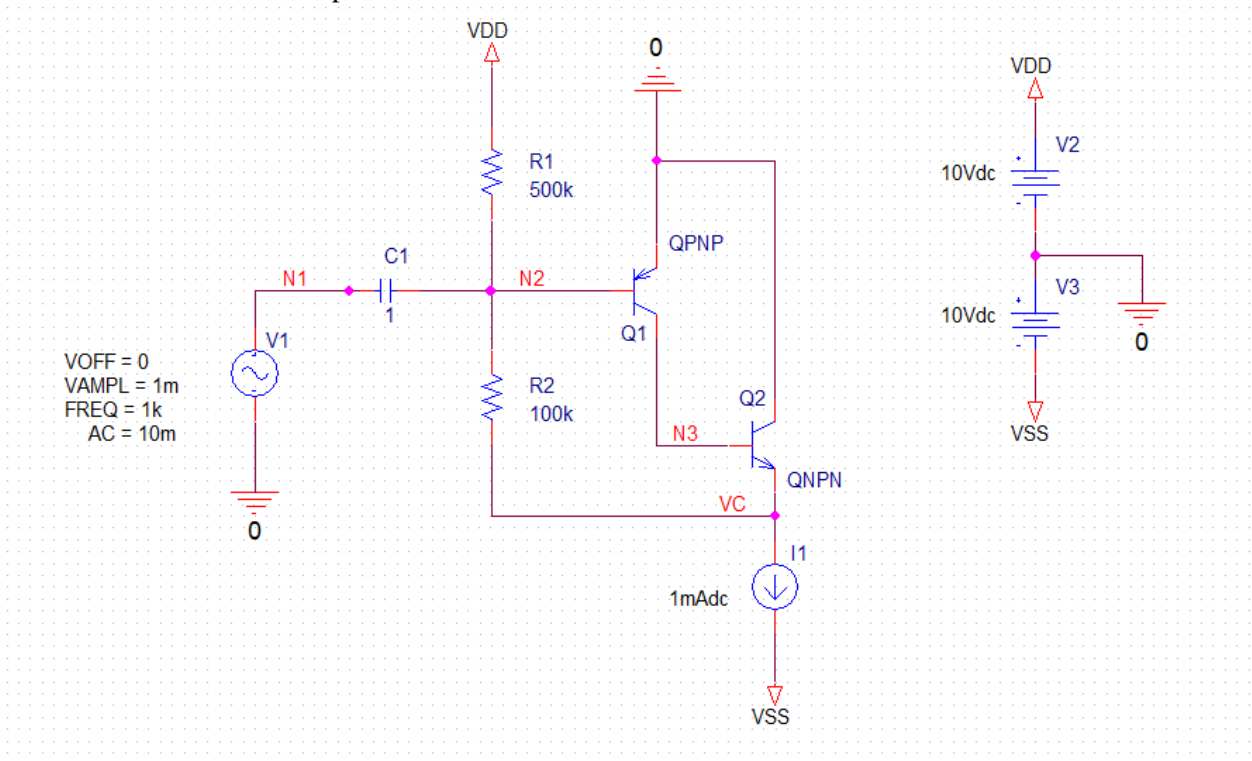 VDD
0
VDD
R1
500k
V2
10Vdc
QPNP
C1
N1
N2
1
Q1
V3
10Vdc
0
V1
VOFF = 0
VAMPL = 1m
FREQ = 1k
AC = 10m
R2
100k
Q2
N3
VSS
QNPN
VC
0
I1
1mAdc
VSS